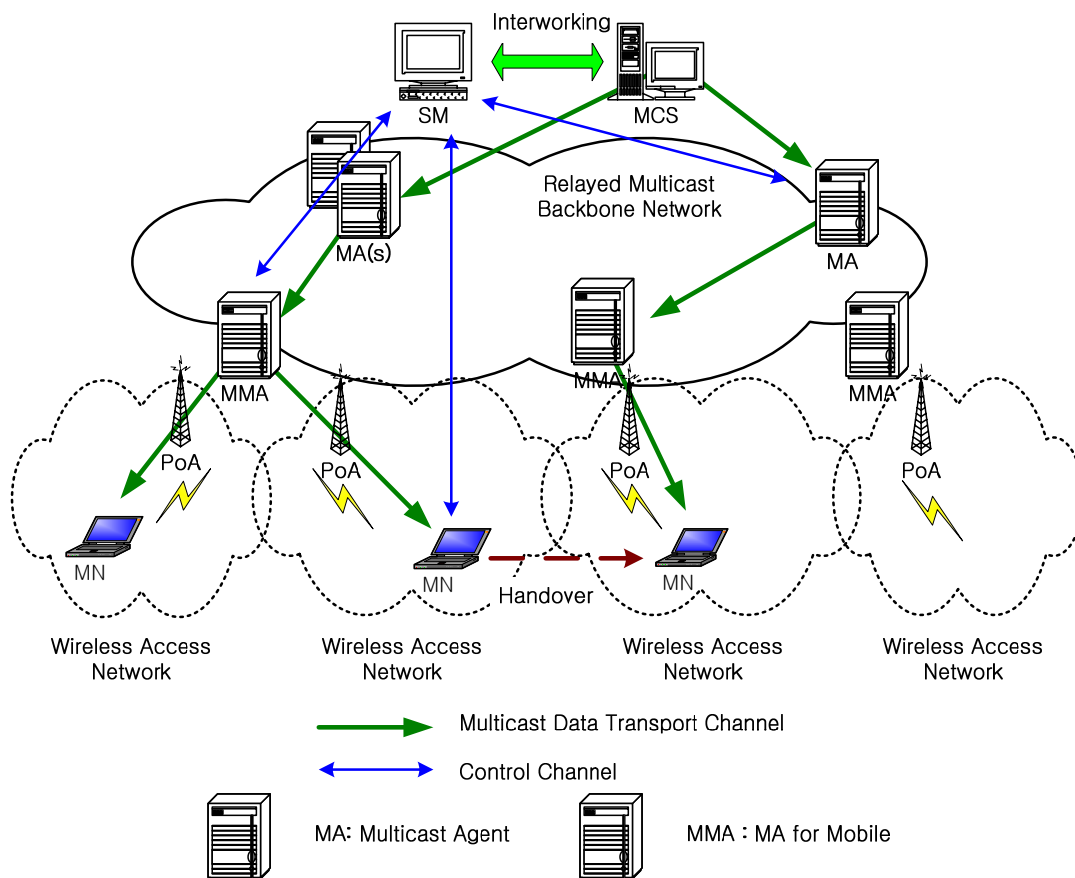 Interworking
SM
MCS
Relayed Multicast
Backbone Network
MA(s)
MA
MMA
MMA
MMA
PoA
PoA
PoA
PoA
MN
MN
MN
Handover
Wireless Access
Network
Wireless Access
Network
Wireless Access
Network
Wireless Access
Network
Multicast Data Transport Channel
Control Channel
MA: Multicast Agent
MMA : MA for Mobile